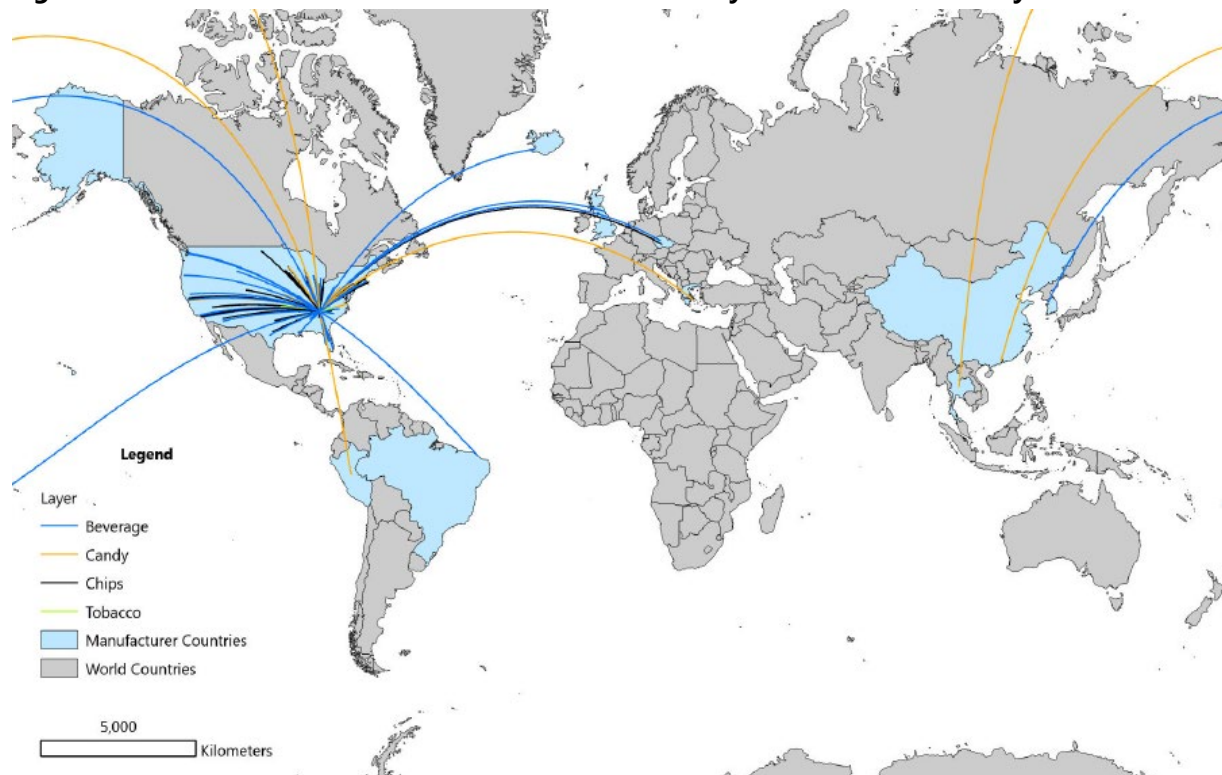 Legend
Layer
Beverage
Candy
Chips
Tobacco
Manufacturer Countries
World Countries
5,000
Kilometers